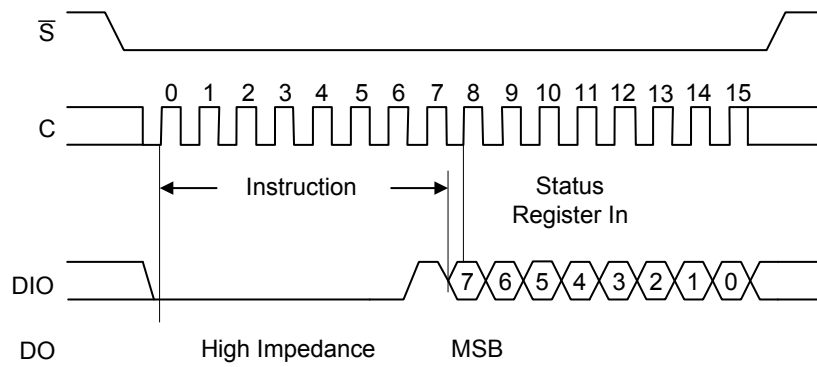 S
0 1 2 3 4 5 6 7 8 9 10 11 12 13 14 15
C
Instruction Status
Register In
DIO 7 6 5 4 3 2 1 0
DO High Impedance MSB